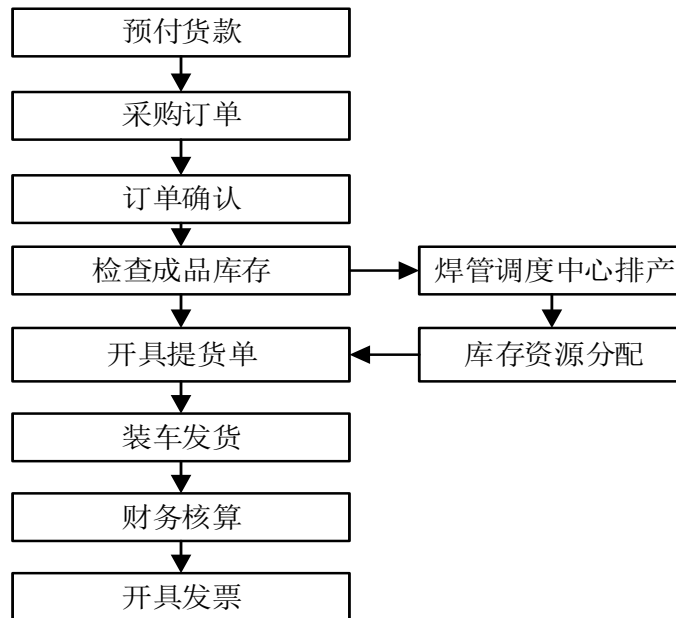 预付货款
采购订单
订单确认
检查成品库存
焊管调度中心排产
开具提货单
库存资源分配
装车发货
财务核算
开具发票